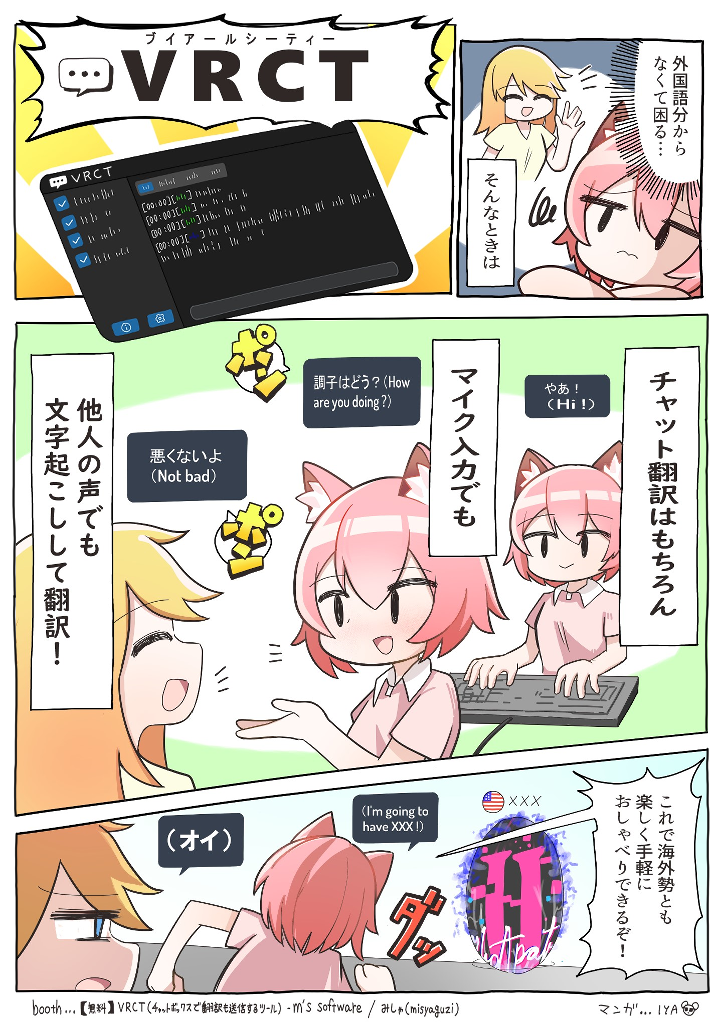 外国語分から
なくて困る…
そんなときは
ブイアールシーティー
VRCT
VRCT
チャット翻訳はもちろん
やあ!
(Hi!)
マイク入力でも
調子はどう?(How
are you doing?)
ポン
他人の声でも
文字起こしして翻訳!
悪くないよ
(Not bad)
ポン
これで海外勢とも
楽しく手軽に
おしゃべりできるぞ!
XXX
(I'm going to
have XXX!)
ダッ
(オイ)
booth...【無料】VRCT(チャットボックスで翻訳も送信するツール)-m's software / みしゃ(misyaguzi)
マンガ... IYA